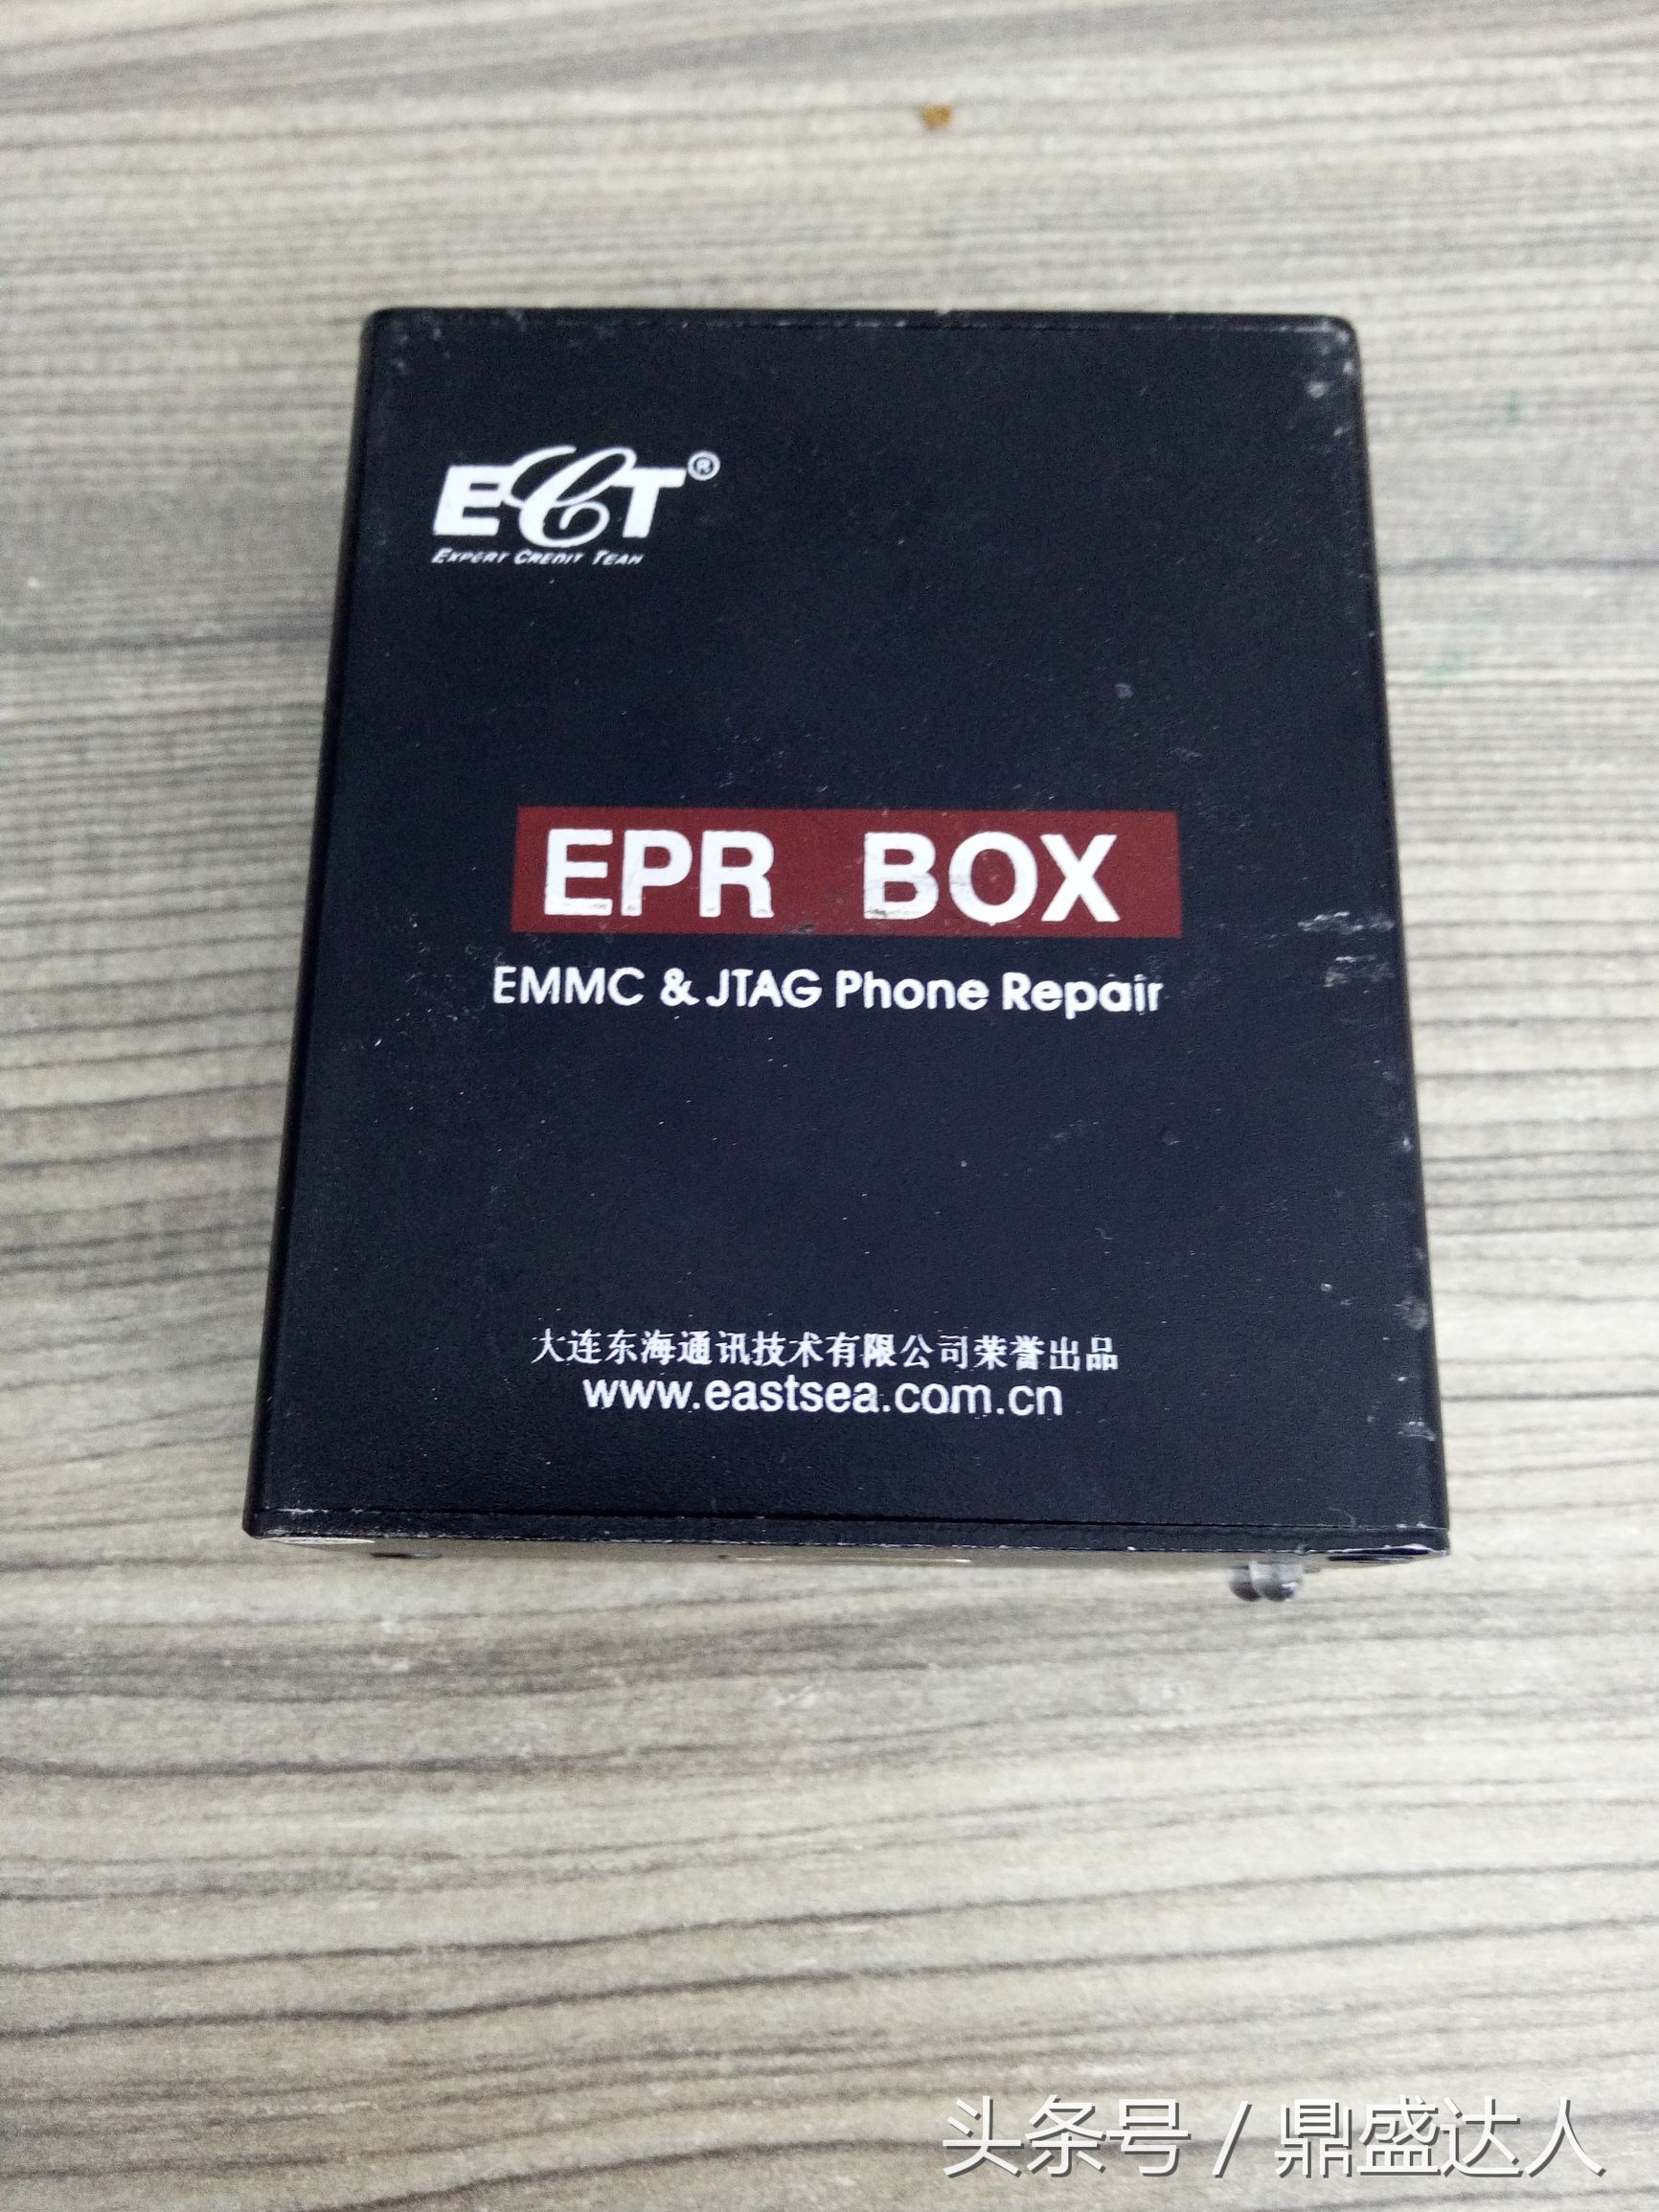 ECT®
EXPERT CREDIT TEAM
EPR BOX
EMMC & JTAG Phone Repair
大连东海通讯技术有限公司荣誉出品
www.eastsea.com.cn
头条号 / 鼎盛达人